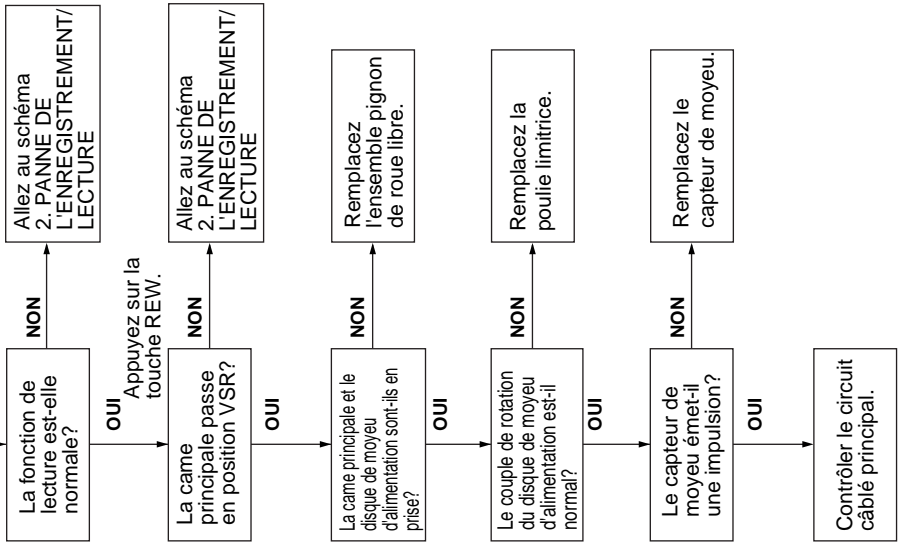 La fonction de
lecture est-elle
normale?
NON
Allez au schéma
2. PANNE DE
L'ENREGISTREMENT/
LECTURE
OUI
Appuyez sur la
touche REW.
La came
principale passe
en position VSR?
NON
Allez au schéma
2. PANNE DE
L'ENREGISTREMENT/
LECTURE
OUI
La came principale et le
disque de moyeu
d'alimentation sont-ils en
prise?
NON
Remplacez
l'ensemble pignon
de roue libre.
OUI
Le couple de rotation
du disque de moyeu
d'alimentation est-il
normal?
NON
Remplacez la
poulie limitrice.
OUI
Le capteur de
moyeu émet-il
une impulsion?
NON
Remplacez le
capteur de moyeu.
OUI
Contrôler le circuit
câblé principal.